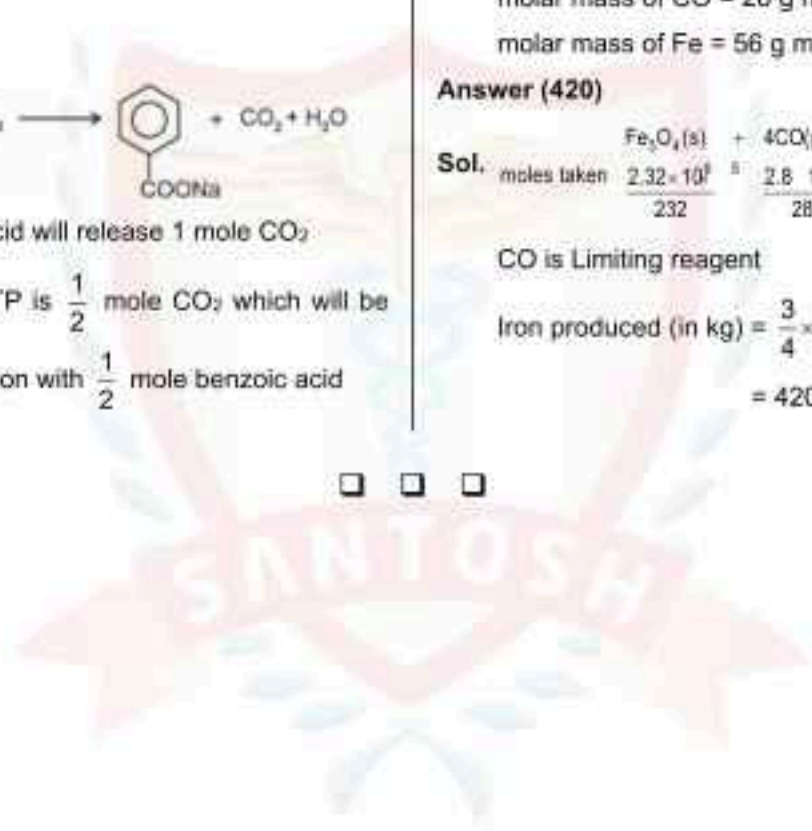 + CO₂ + H₂O
COONa
cid will release 1 mole CO₂
TP is 1/2 mole CO₂ which will be
on with 1/2 mole benzoic acid
molar mass of Fe = 56 g m
Answer (420)
Sol. moles taken
Fe₃O₄(s) + 4CO(
2.32×10³/232
2.8 / 28
CO is Limiting reagent
Iron produced (in kg) = 3/4 ×
= 420
SANTOSH